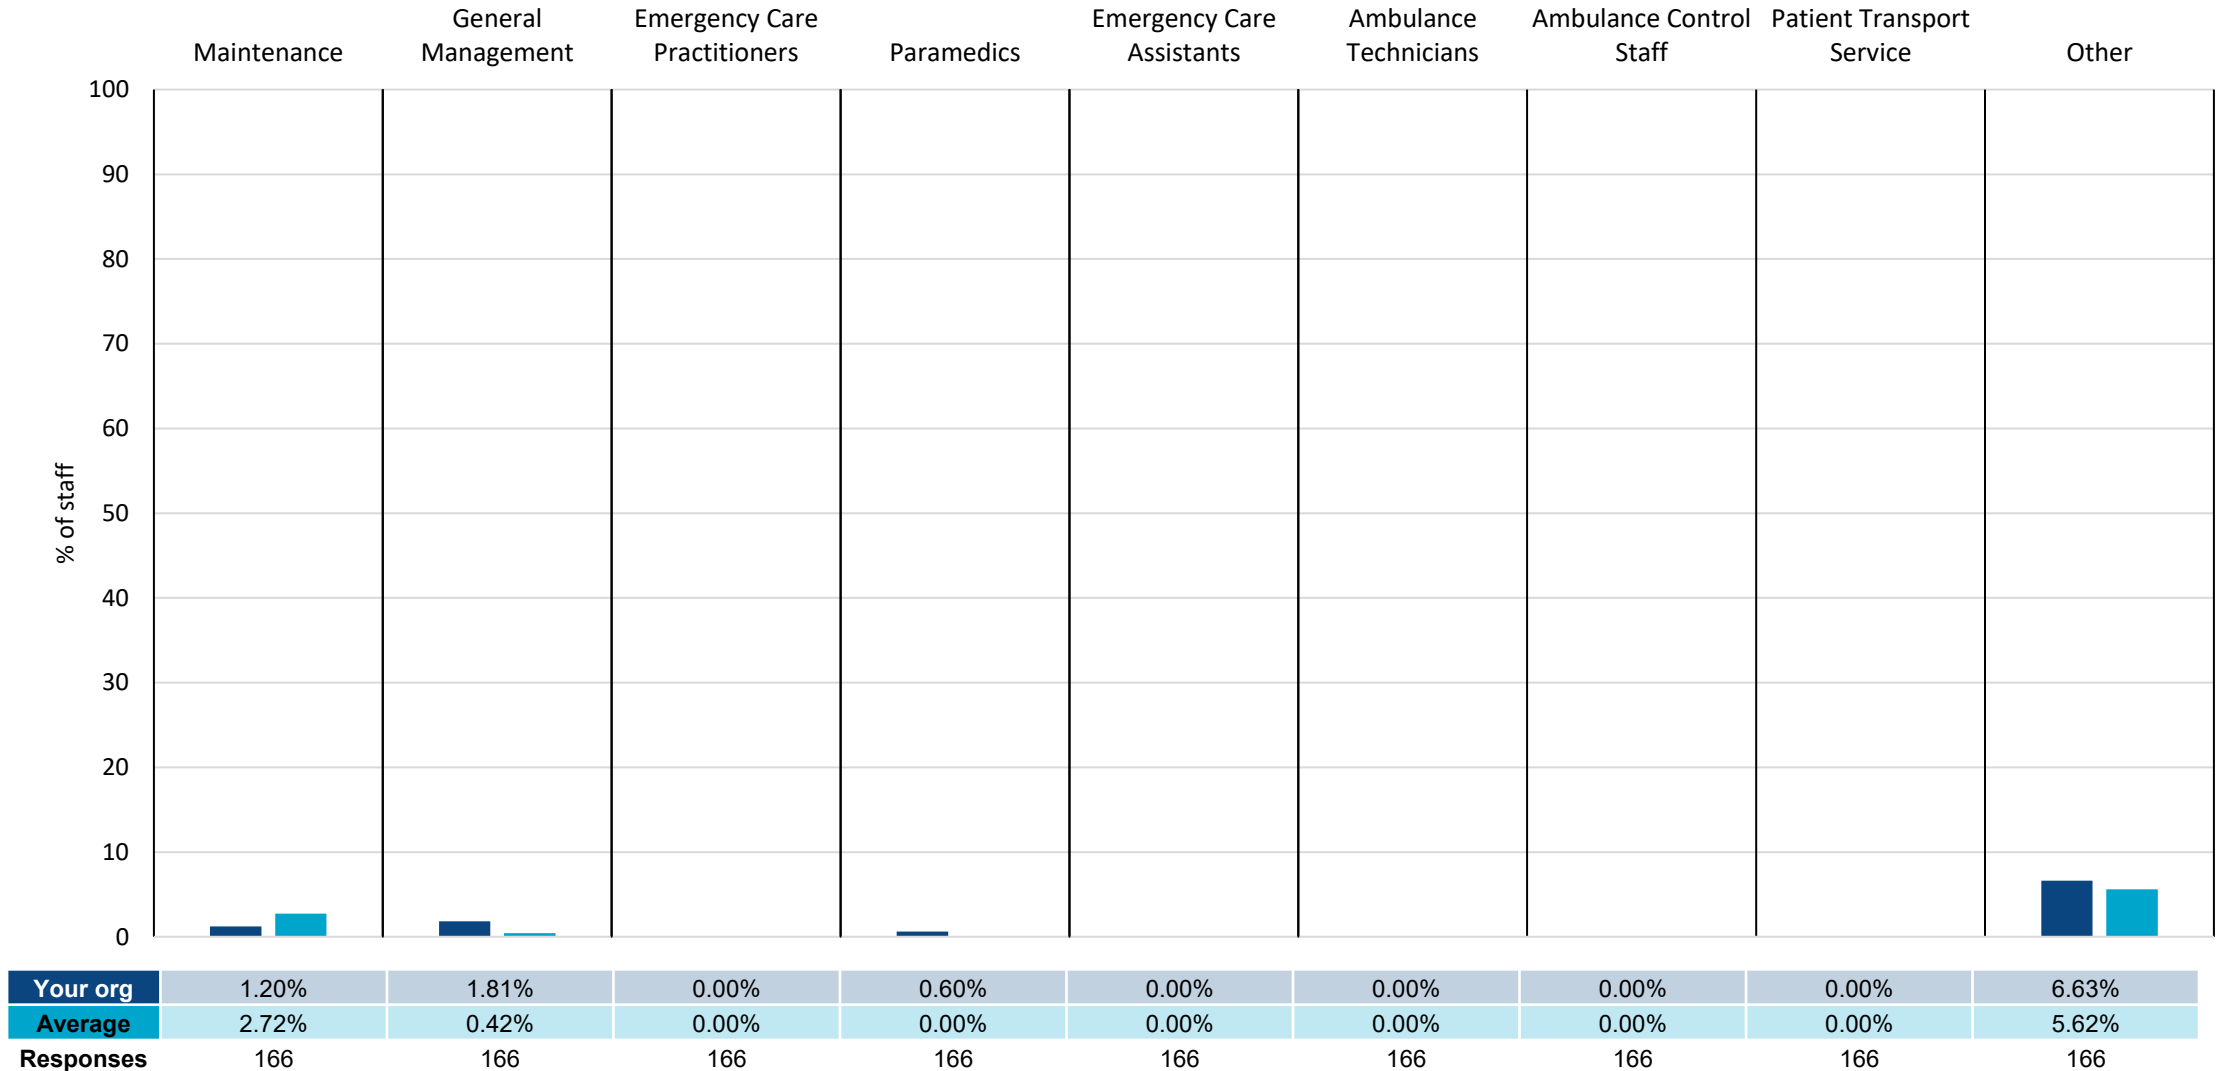 Maintenance
General
Management
Emergency Care
Practitioners
Paramedics
Emergency Care
Assistants
Ambulance
Technicians
Ambulance Control
Staff
Patient Transport
Service
Other
% of staff
100
90
80
70
60
50
40
30
20
10
0
Your org 1.20% 1.81% 0.00% 0.60% 0.00% 0.00% 0.00% 0.00% 6.63%
Average 2.72% 0.42% 0.00% 0.00% 0.00% 0.00% 0.00% 0.00% 5.62%
Responses 166 166 166 166 166 166 166 166 166